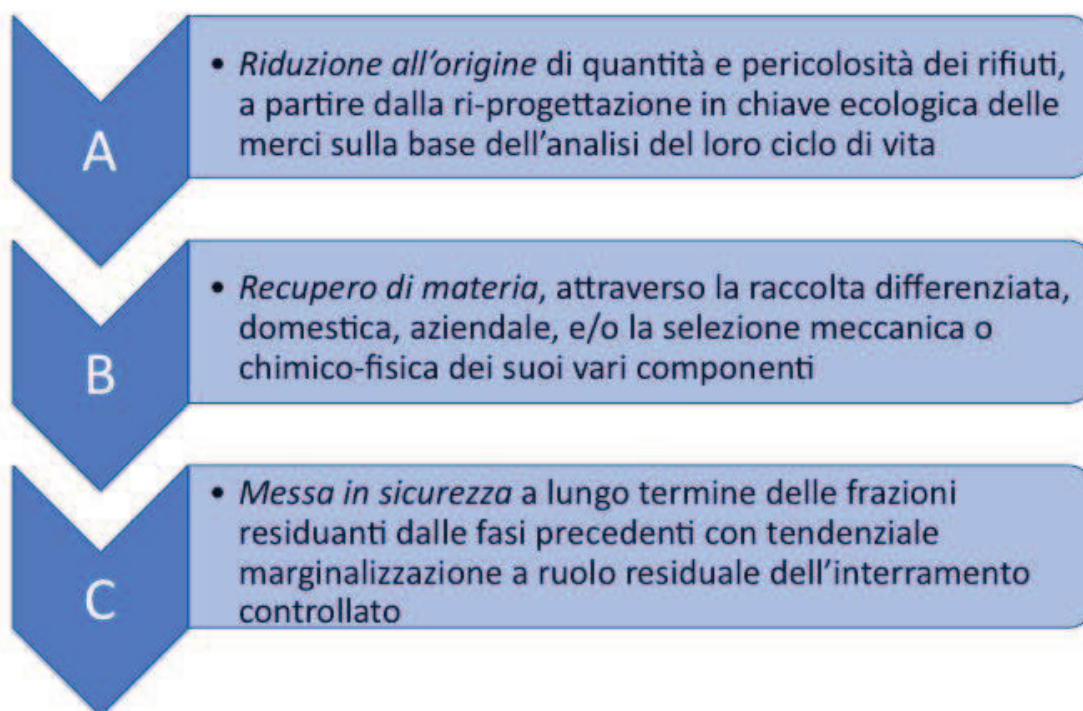 A
• Riduzione all'origine di quantità e pericolosità dei rifiuti,
a partire dalla ri-progettazione in chiave ecologica delle
merci sulla base dell'analisi del loro ciclo di vita
B
• Recupero di materia, attraverso la raccolta differenziata,
domestica, aziendale, e/o la selezione meccanica o
chimico-fisica dei suoi vari componenti
C
• Messa in sicurezza a lungo termine delle frazioni
residuanti dalle fasi precedenti con tendenziale
marginalizzazione a ruolo residuale dell'interramento
controllato